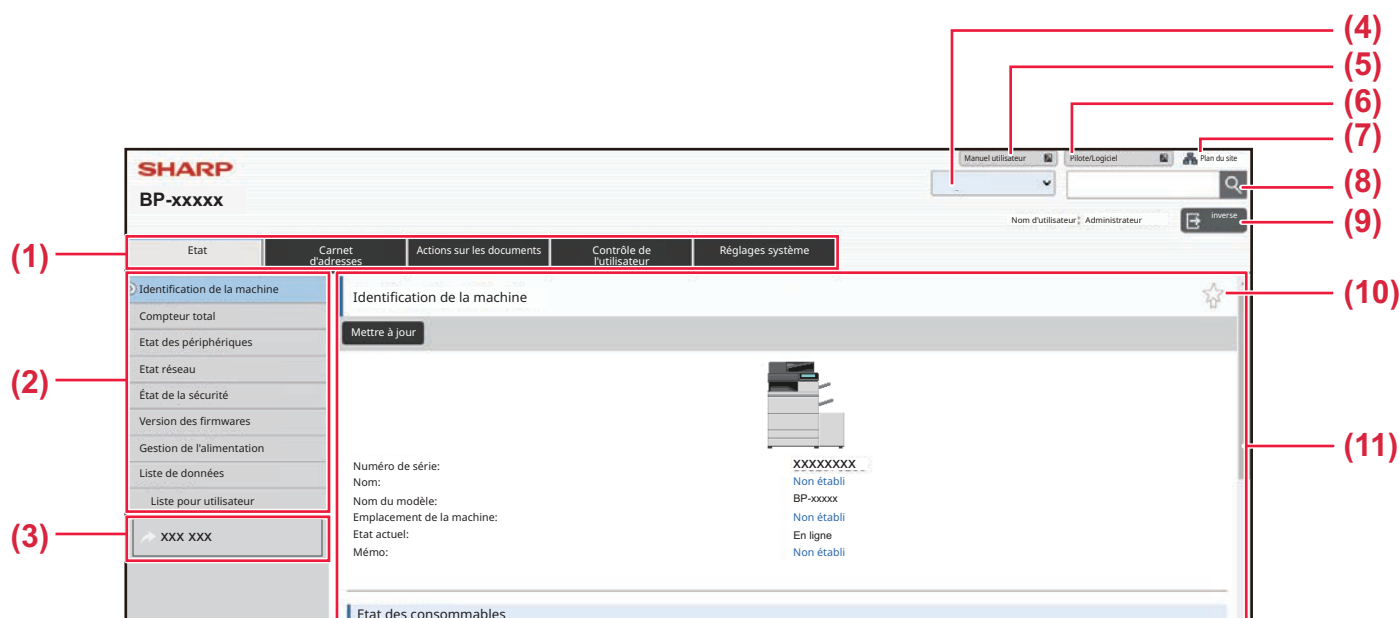 (4)
(5)
(6)
(7)
SHARP
Manuel utilisateur
Pilote/Logiciel
Plan du site
(8)
BP-xxxxx
Nom d'utilisateur: Administrateur
inverse
(9)
(1)
Etat
Carnet
d'adresses
Actions sur les documents
Contrôle de
l'utilisateur
Réglages système
Identification de la machine
Identification de la machine
(10)
Compteur total
Mettre à jour
Etat des périphériques
Etat réseau
(2)
État de la sécurité
Version des firmwares
Gestion de l'alimentation
(11)
Liste de données
Liste pour utilisateur
Numéro de série: XXXXXXXX
Nom: Non établi
Nom du modèle: BP-xxxxx
Emplacement de la machine: Non établi
Etat actuel: En ligne
Mémo: Non établi
(3)
XXX XXX
Etat des consommables